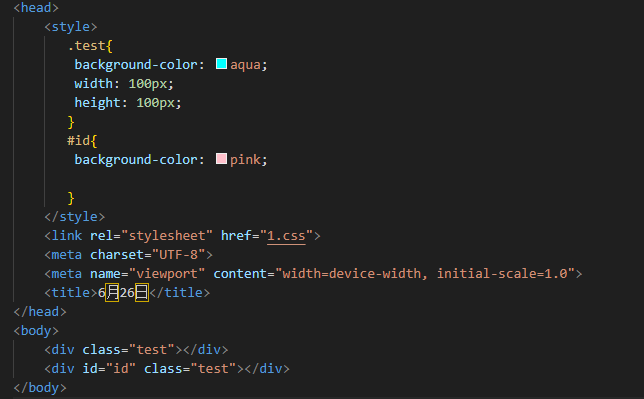 <head>
<style>
.test{
background-color: aqua;
width: 100px;
height: 100px;
}
#id{
background-color: pink;
}
</style>
<link rel="stylesheet" href="1.css">
<meta charset="UTF-8">
<meta name="viewport" content="width=device-width, initial-scale=1.0">
<title>6⽉26⽇</title>
</head>
<body>
<div class="test"></div>
<div id="id" class="test"></div>
</body>